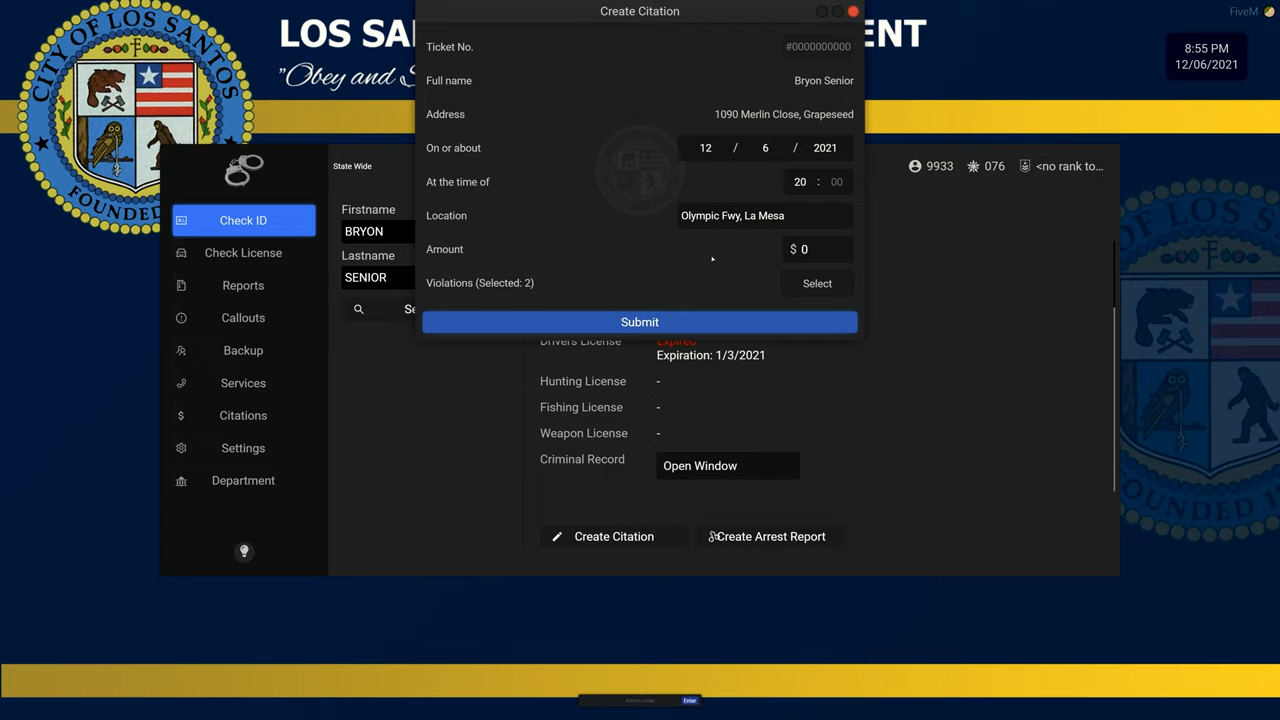 Create Citation
FiveM
CITY OF LOS SANTOS
FOUNDED
LOS SA
ENT
"Obey and S
8:55 PM
12/06/2021
Ticket No.
#0000000000
Full name
Bryon Senior
Address
1090 Merlin Close, Grapeseed
On or about
12 / 6 / 2021
At the time of
20 : 00
Location
Olympic Fwy, La Mesa
Amount
$ 0
Violations (Selected: 2)
Select
Submit
State Wide
9933
076
<no rank to...
Check ID
Check License
Reports
Callouts
Backup
Services
Citations
Settings
Department
Firstname
BRYON
Lastname
SENIOR
Se
Drivers License
Expired
Expiration: 1/3/2021
Hunting License
-
Fishing License
-
Weapon License
-
Criminal Record
Open Window
Create Citation
Create Arrest Report
FOUNDED 1
Enter